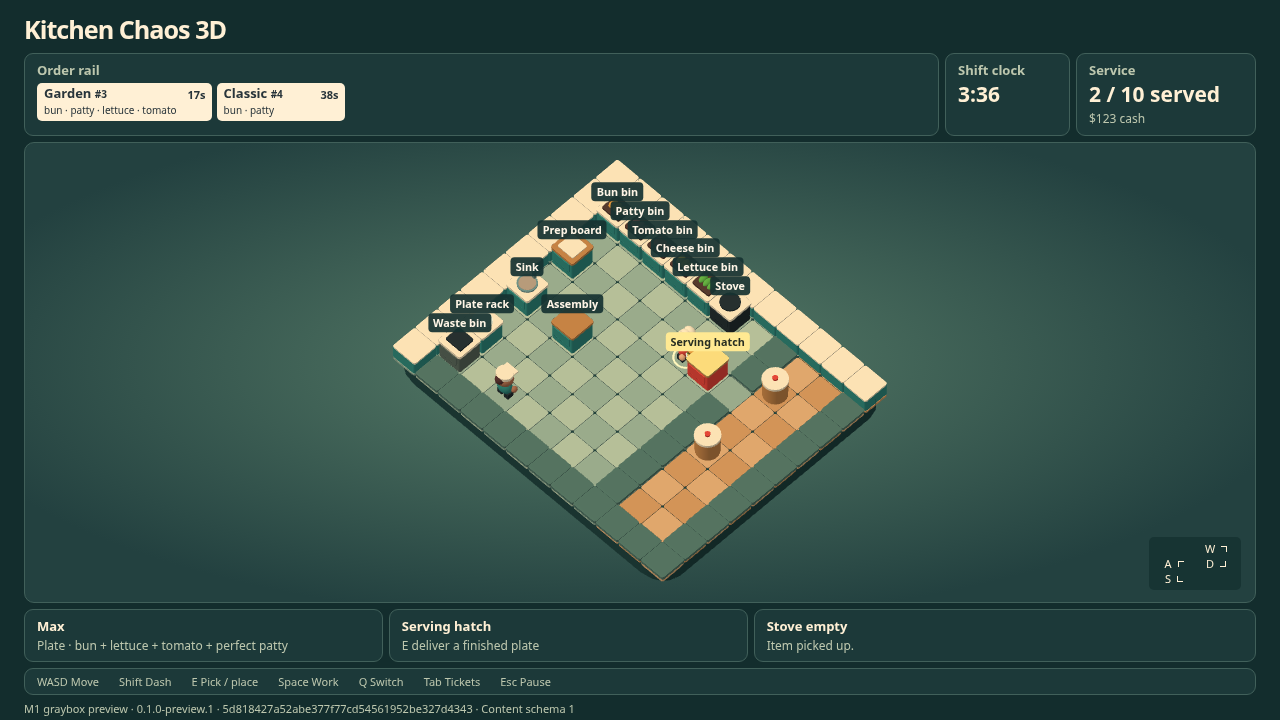 Kitchen Chaos 3D
Order rail
Garden #3 17s
bun · patty · lettuce · tomato
Classic #4 38s
bun · patty
Shift clock
3:36
Service
2 / 10 served
$123 cash
Bun bin
Patty bin
Prep board
Tomato bin
Cheese bin
Sink
Lettuce bin
Stove
Plate rack
Assembly
Waste bin
Serving hatch
W
A
D
S
Max
Plate · bun + lettuce + tomato + perfect patty
Serving hatch
E deliver a finished plate
Stove empty
Item picked up.
WASD Move Shift Dash E Pick / place Space Work Q Switch Tab Tickets Esc Pause
M1 graybox preview · 0.1.0-preview.1 · 5d818427a52abe377f77cd54561952be327d4343 · Content schema 1